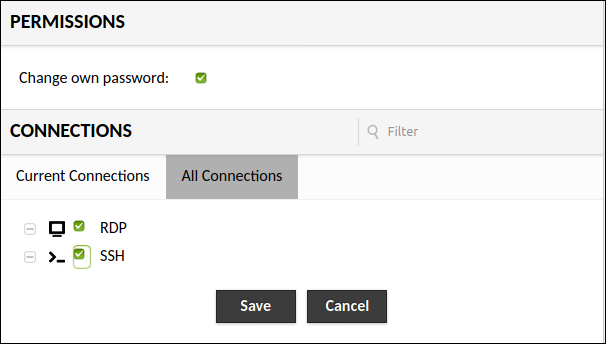 PERMISSIONS
Change own password:
CONNECTIONS
Filter
Current Connections
All Connections
RDP
SSH
Save
Cancel